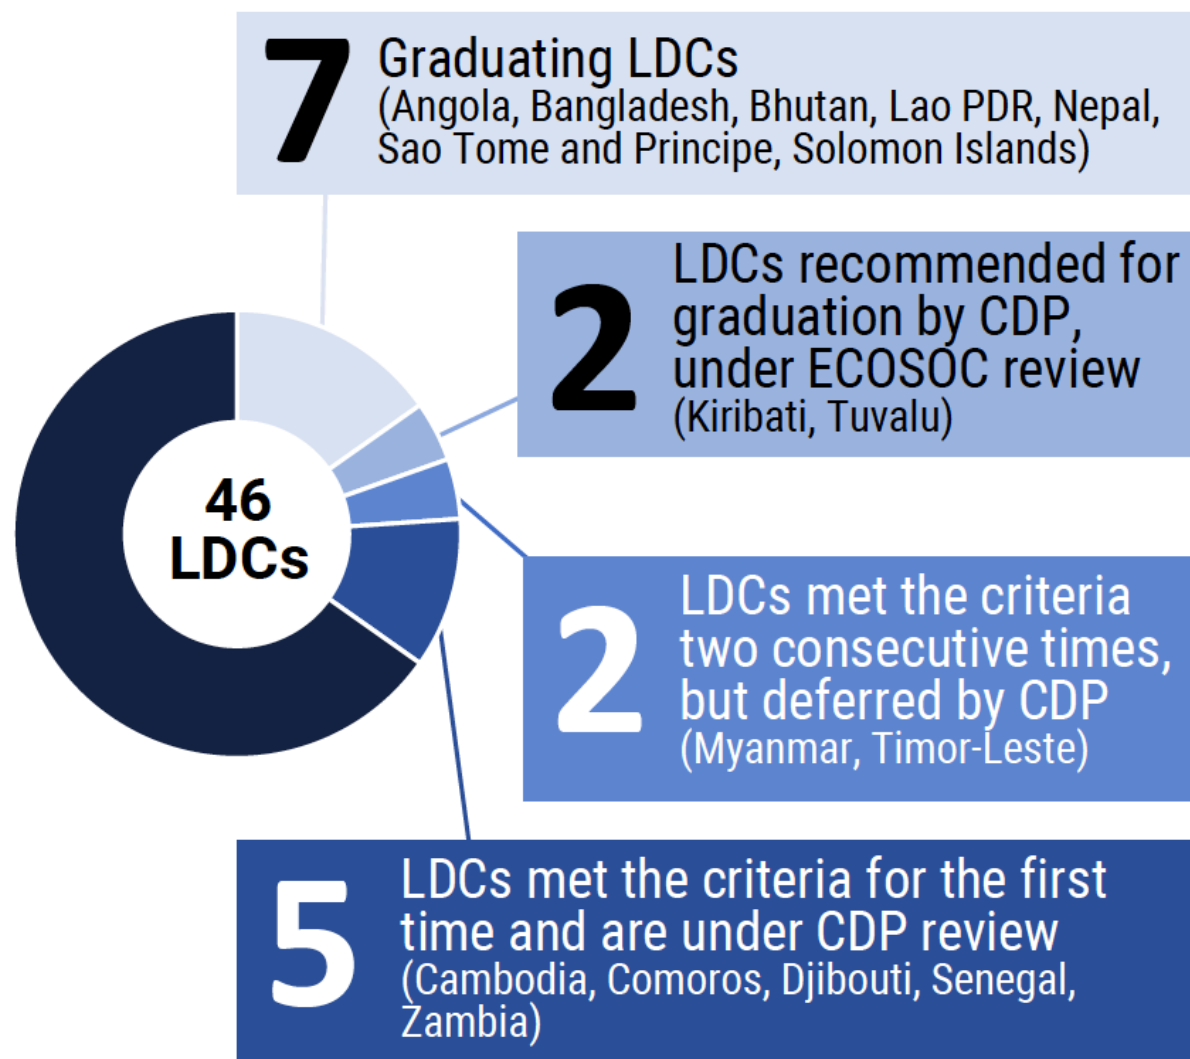 7
Graduating LDCs
(Angola, Bangladesh, Bhutan, Lao PDR, Nepal,
Sao Tome and Principe, Solomon Islands)
2
LDCs recommended for
graduation by CDP,
under ECOSOC review
(Kiribati, Tuvalu)
46
LDCs
2
LDCs met the criteria
two consecutive times,
but deferred by CDP
(Myanmar, Timor-Leste)
5
LDCs met the criteria for the first
time and are under CDP review
(Cambodia, Comoros, Djibouti, Senegal,
Zambia)